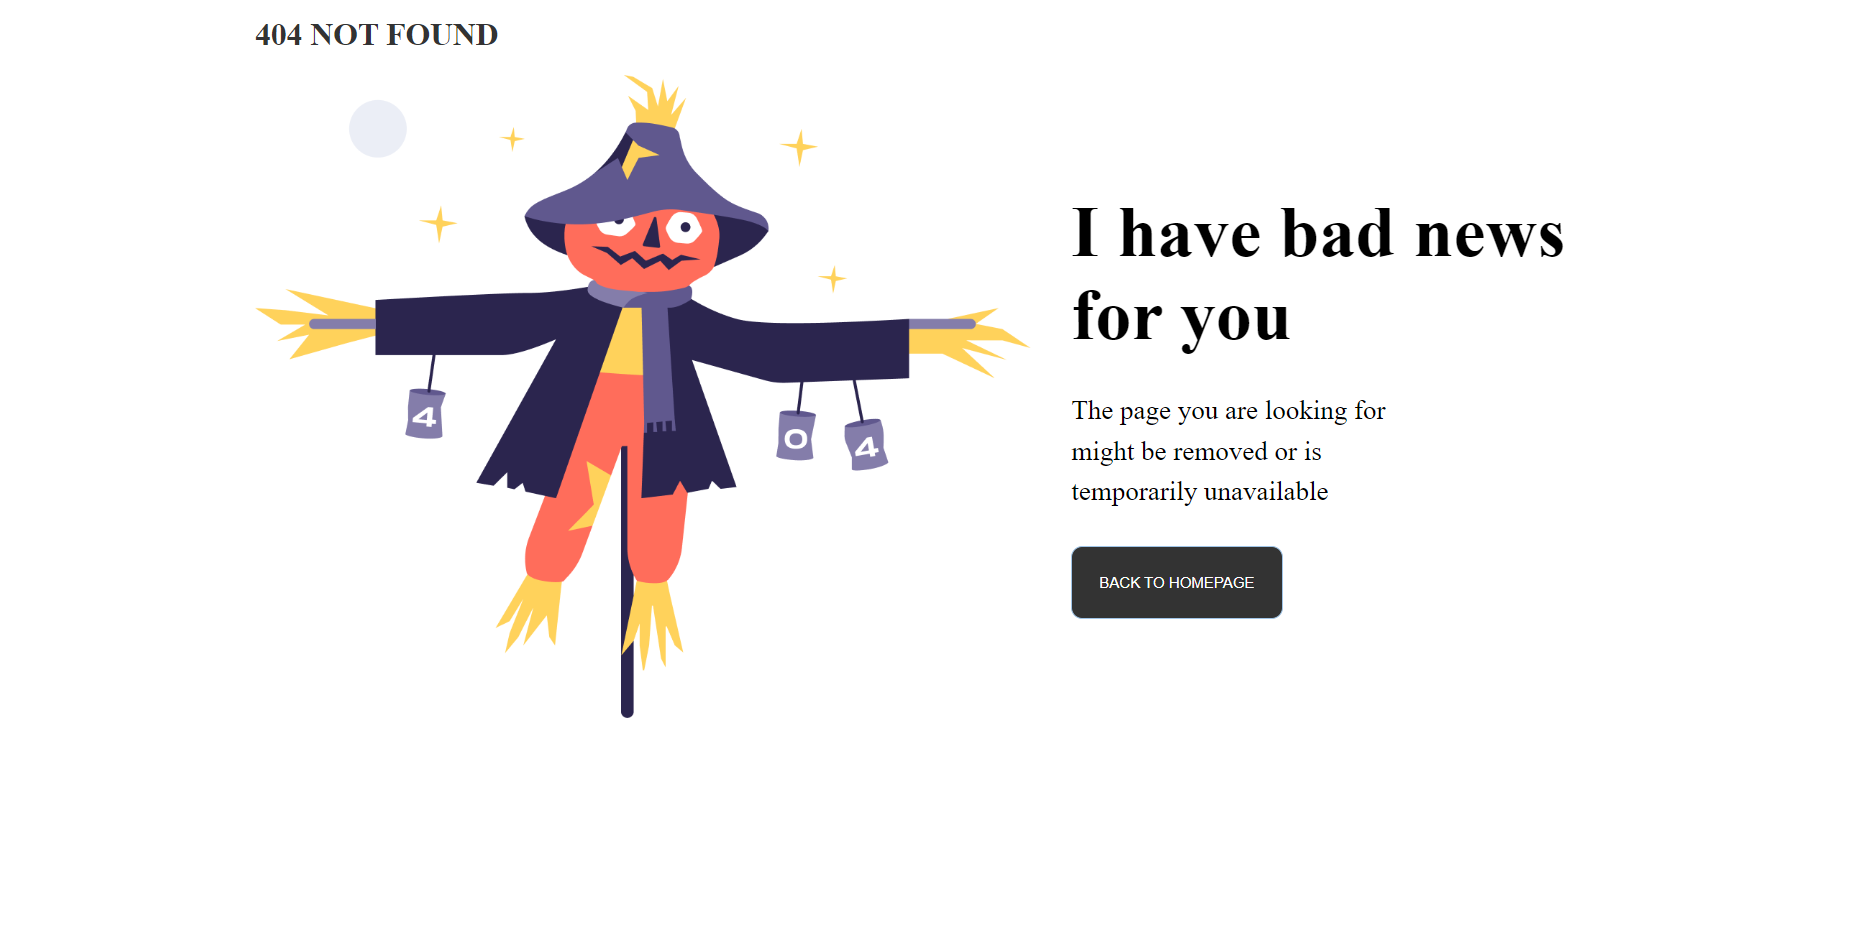 404 NOT FOUND
4
0
4
I have bad news
for you
The page you are looking for
might be removed or is
temporarily unavailable
BACK TO HOMEPAGE